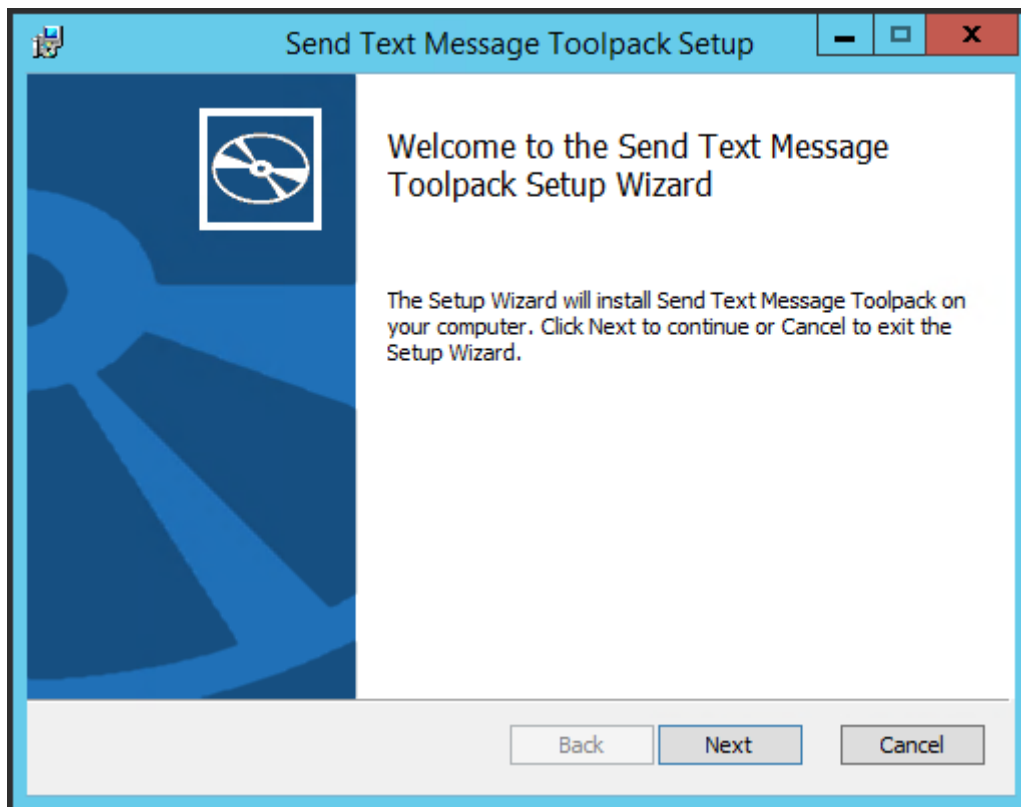 Send Text Message Toolpack Setup
Welcome to the Send Text Message
Toolpack Setup Wizard
The Setup Wizard will install Send Text Message Toolpack on
your computer. Click Next to continue or Cancel to exit the
Setup Wizard.
Back Next Cancel